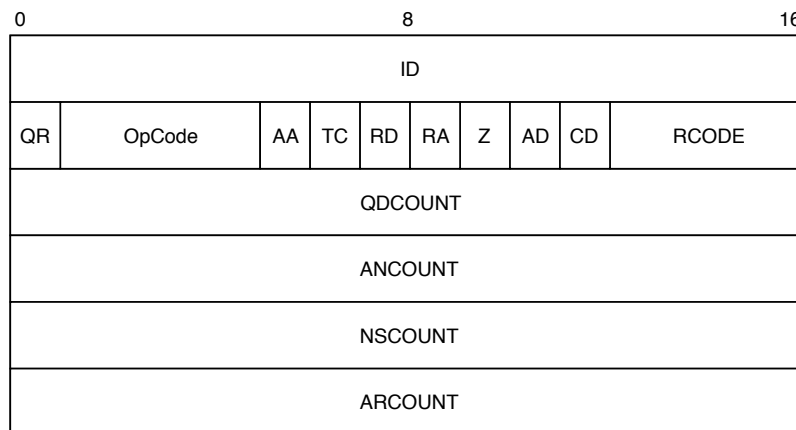 0 8 16
ID
QR OpCode AA TC RD RA Z AD CD RCODE
QDCOUNT
ANCOUNT
NSCOUNT
ARCOUNT